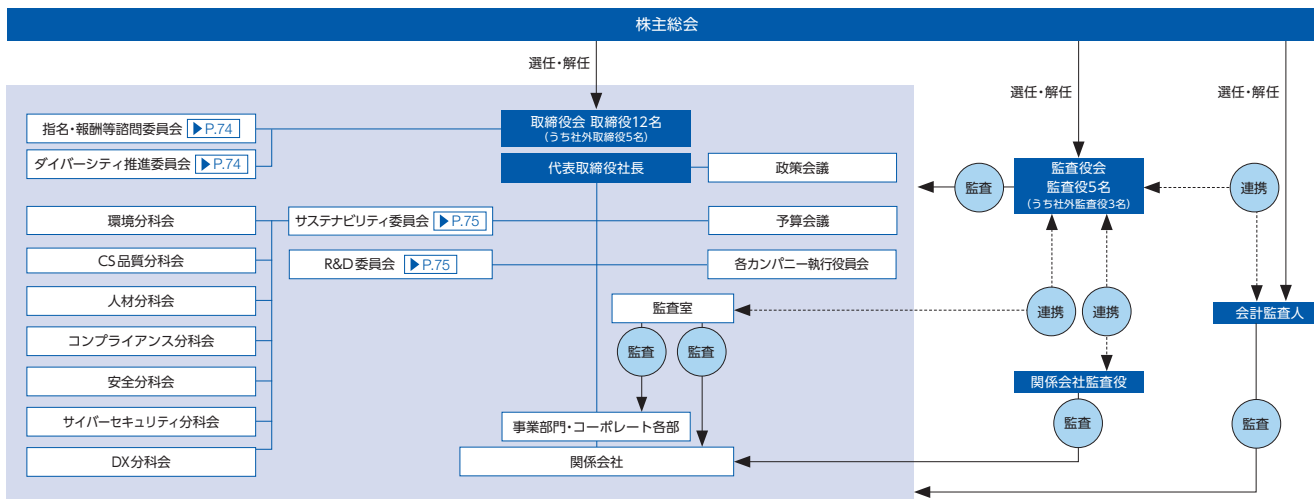 株主総会
選任・解任
選任・解任
選任・解任
取締役会 取締役12名
（うち社外取締役5名）
指名・報酬等諮問委員会 ▶P.74
ダイバーシティ推進委員会 ▶P.74
代表取締役社長
政策会議
監査
監査役会
監査役5名
（うち社外監査役3名）
連携
環境分科会
サステナビリティ委員会 ▶P.75
予算会議
CS品質分科会
R&D委員会 ▶P.75
各カンパニー執行役員会
人材分科会
監査室
連携
連携
会計監査人
コンプライアンス分科会
監査
監査
安全分科会
関係会社監査役
サイバーセキュリティ分科会
事業部門・コーポレート各部
監査
監査
DX分科会
関係会社